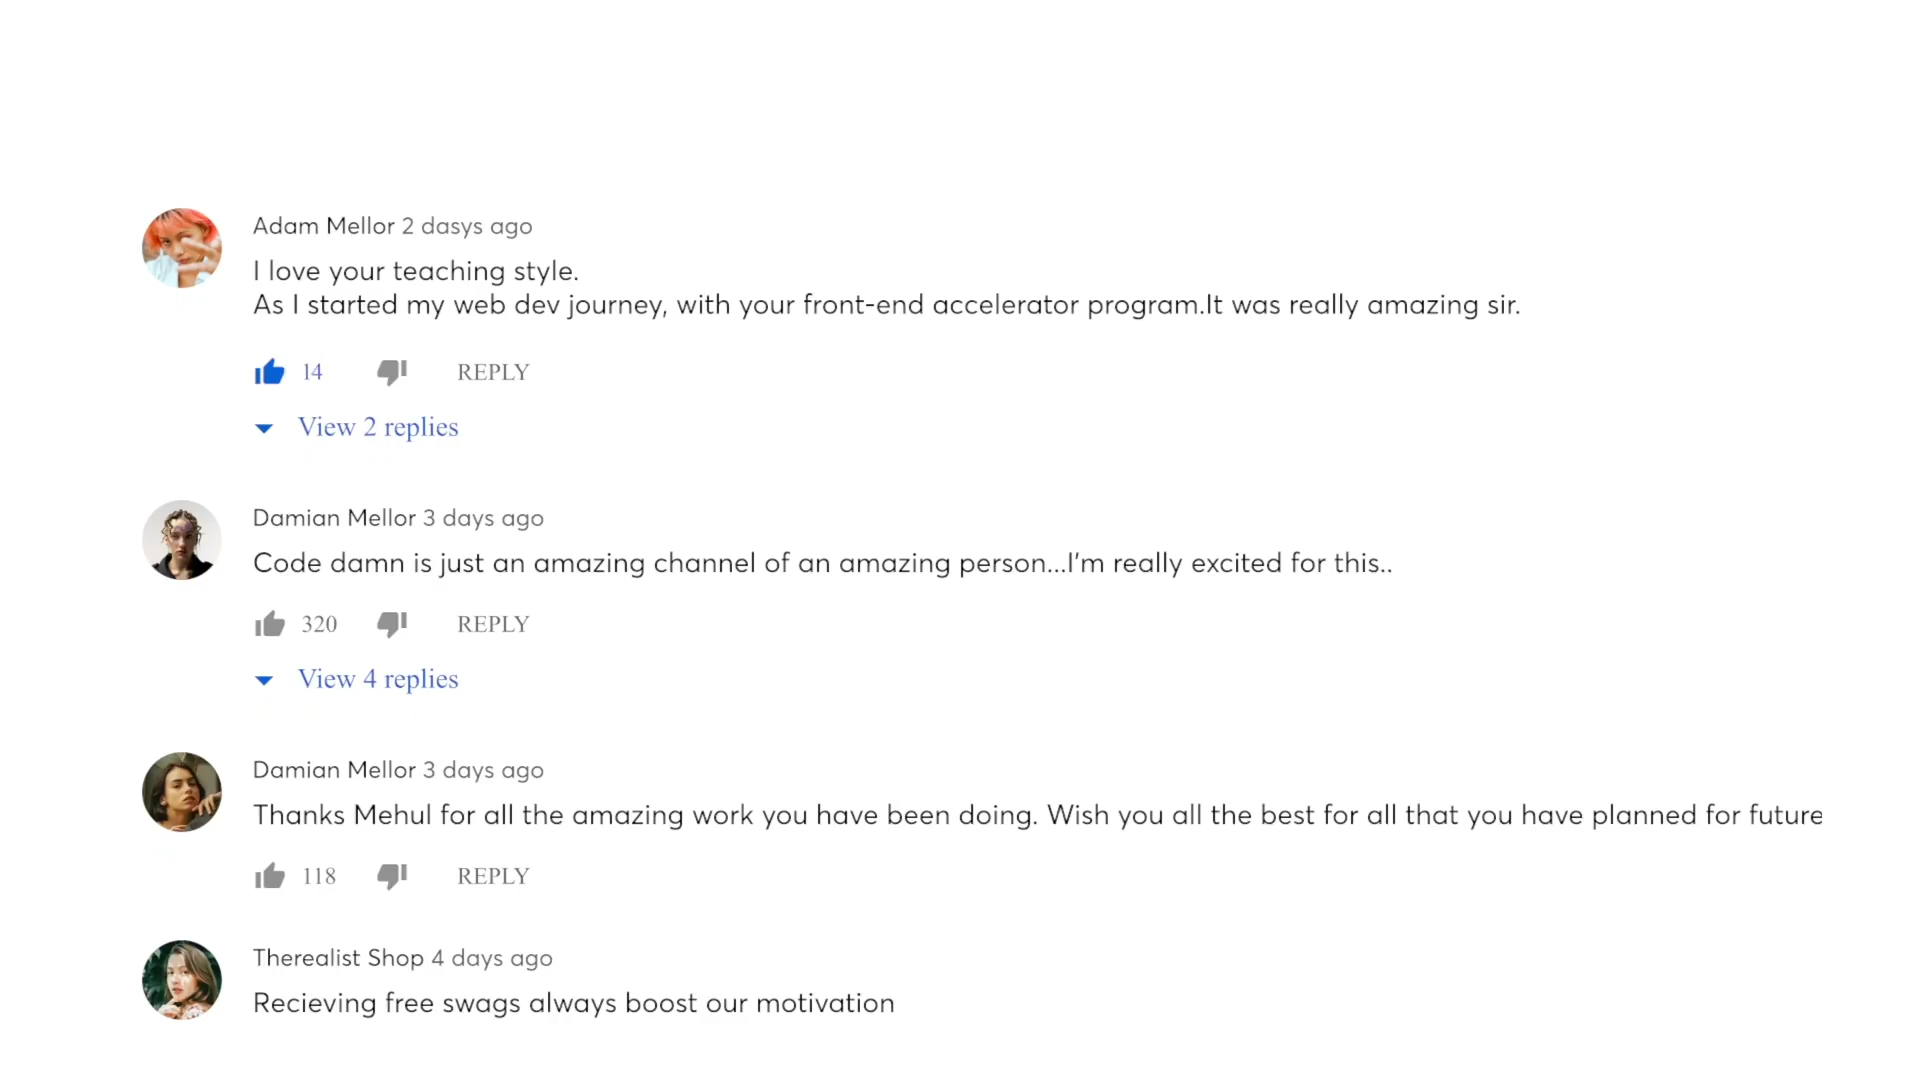 Adam Mellor 2 dasys ago
I love your teaching style.
As I started my web dev journey, with your front-end accelerator program.It was really amazing sir.
14 REPLY
View 2 replies
Damian Mellor 3 days ago
Code damn is just an amazing channel of an amazing person...I'm really excited for this..
320 REPLY
View 4 replies
Damian Mellor 3 days ago
Thanks Mehul for all the amazing work you have been doing. Wish you all the best for all that you have planned for future
118 REPLY
Therealist Shop 4 days ago
Recieving free swags always boost our motivation